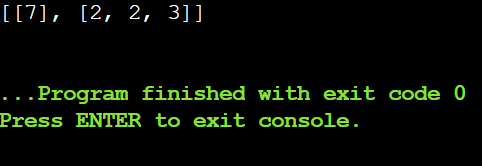 [[7], [2, 2, 3]]
...Program finished with exit code 0
Press ENTER to exit console.